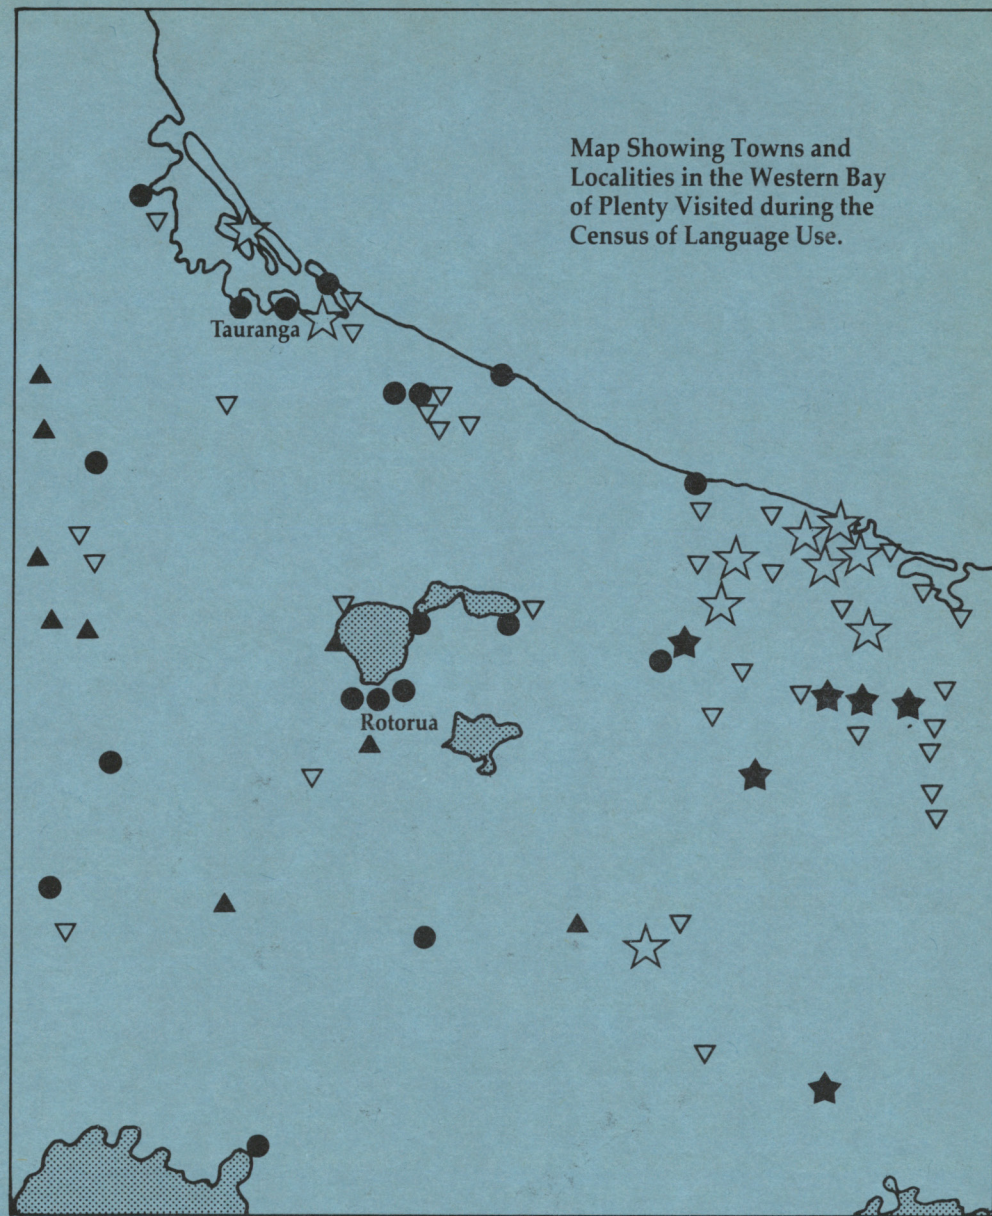 Map Showing Towns and
Localities in the Western Bay
of Plenty Visited during the
Census of Language Use.
Tauranga
Rotorua